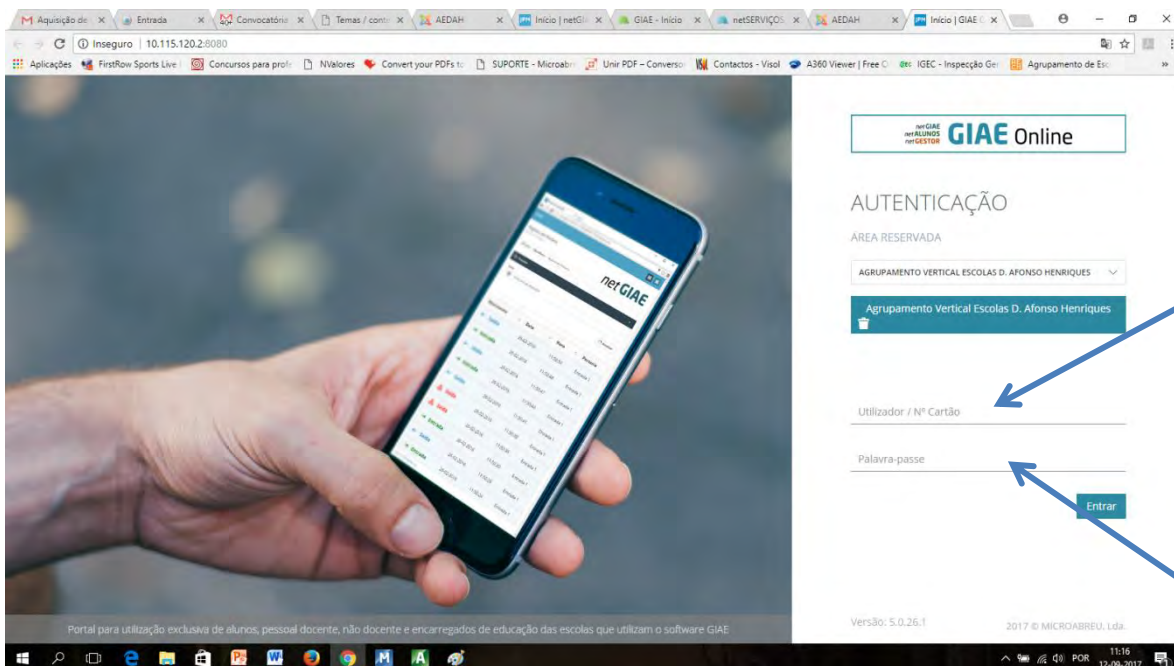 Aquisição de
Entrada
Convocatória
Temas / conte
AEDAH
Início | netGi
GIAE - Início
netSERVIÇOS
AEDAH
Início | GIAE O
Inseguro | 10.115.120.2:8080
Aplicações
FirstRow Sports Live
Concursos para profe
NValores
Convert your PDFs to
SUPORTE - Microabr
Unir PDF – Converso
Contactos - Visol
A360 Viewer | Free O
IGEC - Inspecção Ger
Agrupamento de Esc
netGIAE
netALUNOS
netGESTOR
GIAE Online
AUTENTICAÇÃO
ÁREA RESERVADA
AGRUPAMENTO VERTICAL ESCOLAS D. AFONSO HENRIQUES
Agrupamento Vertical Escolas D. Afonso Henriques
Utilizador / Nº Cartão
Palavra-passe
Entrar
netGIAE
Portal para utilização exclusiva de alunos, pessoal docente, não docente e encarregados de educação das escolas que utilizam o software GIAE
Versão: 5.0.26.1
2017 © MICROABREU, Lda.
POR
11:16
12-09-2017